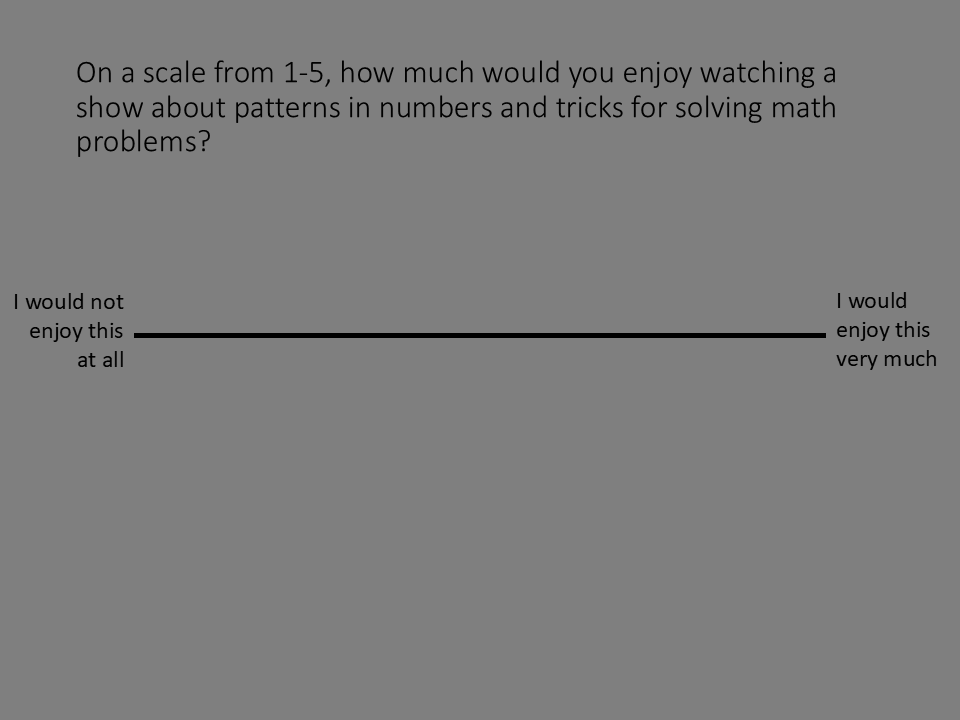 On a scale from 1-5, how much would you enjoy watching a
show about patterns in numbers and tricks for solving math
problems?
I would not
enjoy this
at all
I would
enjoy this
very much